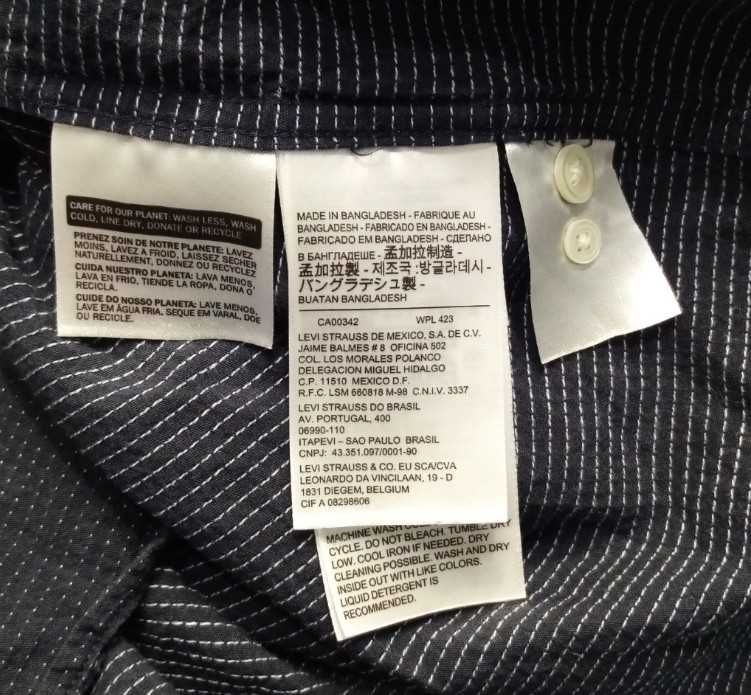 CARE FOR OUR PLANET: WASH LESS, WASH
COLD, LINE DRY, DONATE OR RECYCLE
PRENEZ SOIN DE NOTRE PLANETE: LAVEZ
MOINS, LAVEZ À FROID, LAISSEZ SÉCHER
NATURELLEMENT, DONNEZ OU RECYCLEZ
CUIDA NUESTRO PLANETA: LAVA MENOS,
LAVA EN FRIO, TIENDE LA ROPA, DONA O
RECICLA.
CUIDE DO NOSSO PLANETA: LAVE MENOS,
LAVE EM ÁGUA FRIA. SEQUE EM VARAL. DOE
OU RECICLE.
MADE IN BANGLADESH - FABRIQUE AU
BANGLADESH - FABRICADO EN BANGLADESH -
FABRICADO EM BANGLADESH - СДЕЛАНО
В БАНГЛАДЕШЕ - 孟加拉制造 -
孟加拉製 - 제조국 :방글라데시 -
バングラデシュ製 -
BUATAN BANGLADESH
CA00342 WPL 423
LEVI STRAUSS DE MEXICO, S.A. DE C.V.
JAIME BALMES # 8 OFICINA 502
COL. LOS MORALES POLANCO
DELEGACION MIGUEL HIDALGO
C.P. 11510 MEXICO D.F.
R.F.C. LSM 660818 M-98 C.N.I.V. 3337
LEVI STRAUSS DO BRASIL
AV. PORTUGAL, 400
06990-110
ITAPEVI – SAO PAULO BRASIL
CNPJ: 43.351.097/0001-90
LEVI STRAUSS & CO. EU SCA/CVA
LEONARDO DA VINCILAAN, 19 - D
1831 DIEGEM, BELGIUM
CIF A 08298606
MACHINE WASH
CYCLE. DO NOT BLEACH. TUMBLE DRY
LOW. COOL IRON IF NEEDED. DRY
CLEANING POSSIBLE. WASH AND DRY
INSIDE OUT WITH LIKE COLORS.
LIQUID DETERGENT IS
RECOMMENDED.